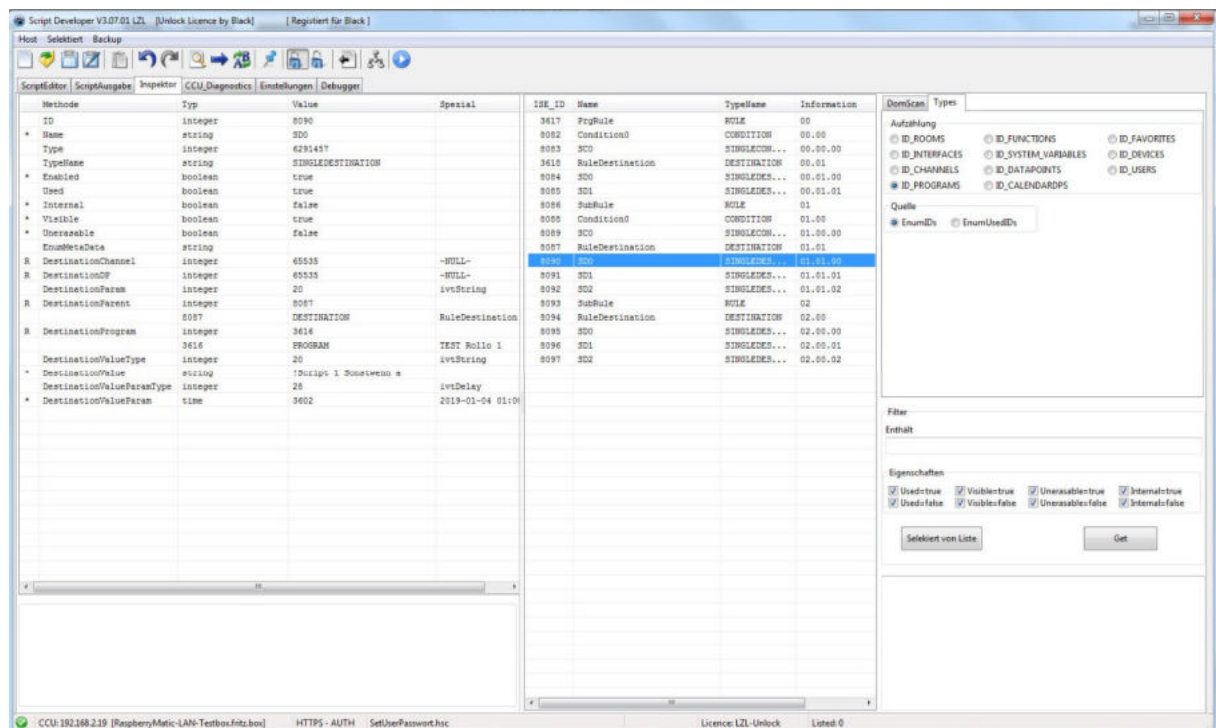 Script Developer V3.07.01 LZL [Unlock Licence by Black] [ Registiert für Black ]
Host Selektiert Backup
ScriptEditor ScriptAusgabe Inspektor CCU_Diagnostics Einstellungen Debugger
Methode Typ Value Spezial
ID integer 8090
* Name string SD0
Type integer 6291457
TypeName string SINGLEDESTINATION
* Enabled boolean true
Used boolean true
* Internal boolean false
* Visible boolean true
* Unerasable boolean false
EnumMetaData string
R DestinationChannel integer 65535 -NULL-
R DestinationDP integer 65535 -NULL-
DestinationParam integer 20 ivtString
R DestinationParent integer 8087
8087 DESTINATION RuleDestination
R DestinationProgram integer 3616
3616 PROGRAM TEST Rollo 1
DestinationValueType integer 20 ivtString
* DestinationValue string !Script 1 Sonstwenn a
DestinationValueParamType integer 28 ivtDelay
* DestinationValueParam time 3602 2019-01-04 01:00
ISE_ID Name TypeName Information
3617 PrgRule RULE 00
8082 Condition0 CONDITION 00.00
8083 SC0 SINGLECON... 00.00.00
3618 RuleDestination DESTINATION 00.01
8084 SD0 SINGLEDES... 00.01.00
8085 SD1 SINGLEDES... 00.01.01
8086 SubRule RULE 01
8088 Condition0 CONDITION 01.00
8089 SC0 SINGLECON... 01.00.00
8087 RuleDestination DESTINATION 01.01
8090 SD0 SINGLEDES... 01.01.00
8091 SD1 SINGLEDES... 01.01.01
8092 SD2 SINGLEDES... 01.01.02
8093 SubRule RULE 02
8094 RuleDestination DESTINATION 02.00
8095 SD0 SINGLEDES... 02.00.00
8096 SD1 SINGLEDES... 02.00.01
8097 SD2 SINGLEDES... 02.00.02
DomScan Types
Aufzählung
ID_ROOMS ID_FUNCTIONS ID_FAVORITES
ID_INTERFACES ID_SYSTEM_VARIABLES ID_DEVICES
ID_CHANNELS ID_DATAPOINTS ID_USERS
ID_PROGRAMS ID_CALENDARDPS
Quelle
EnumIDs EnumUsedIDs
Filter
Enthält
Eigenschaften
Used=true Visible=true Unerasable=true Internal=true
Used=false Visible=false Unerasable=false Internal=false
Selekiert von Liste Get
CCU: 192.168.2.19 [RaspberryMatic-LAN-Testbox.fritz.box] HTTPS - AUTH SetUserPasswort.hsc Licence: LZL-Unlock Listed: 0